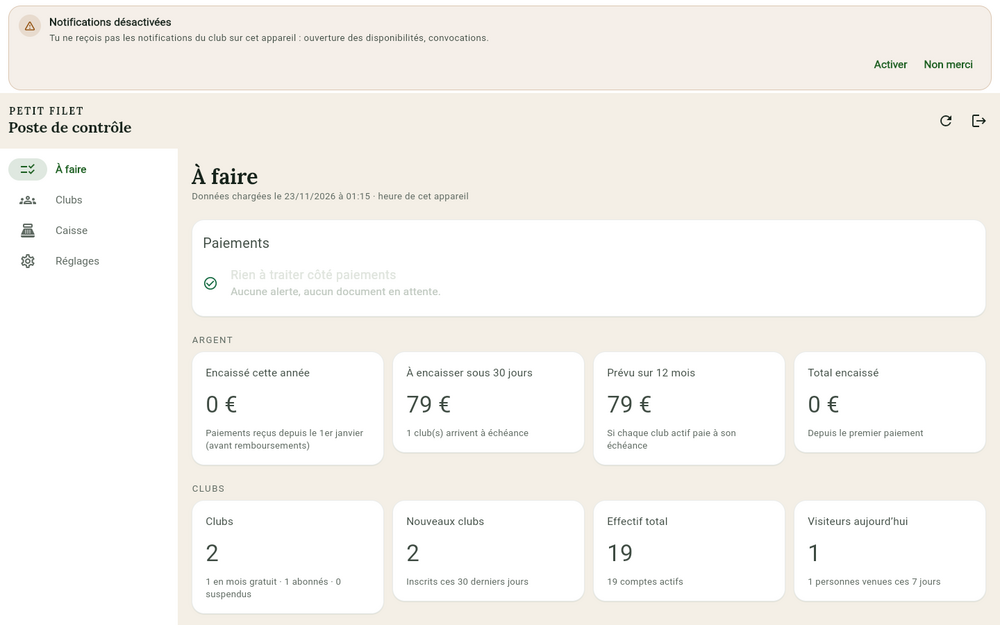 Notifications désactivées
Tu ne reçois pas les notifications du club sur cet appareil : ouverture des disponibilités, convocations.
Activer
Non merci
PETIT FILET
Poste de contrôle
À faire
Clubs
Caisse
Réglages
À faire
Données chargées le 23/11/2026 à 01:15 · heure de cet appareil
Paiements
Rien à traiter côté paiements
Aucune alerte, aucun document en attente.
ARGENT
Encaissé cette année
0 €
Paiements reçus depuis le 1er janvier
(avant remboursements)
À encaisser sous 30 jours
79 €
1 club(s) arrivent à échéance
Prévu sur 12 mois
79 €
Si chaque club actif paie à son
échéance
Total encaissé
0 €
Depuis le premier paiement
CLUBS
Clubs
2
1 en mois gratuit · 1 abonnés · 0
suspendus
Nouveaux clubs
2
Inscrits ces 30 derniers jours
Effectif total
19
19 comptes actifs
Visiteurs aujourd'hui
1
1 personnes venues ces 7 jours